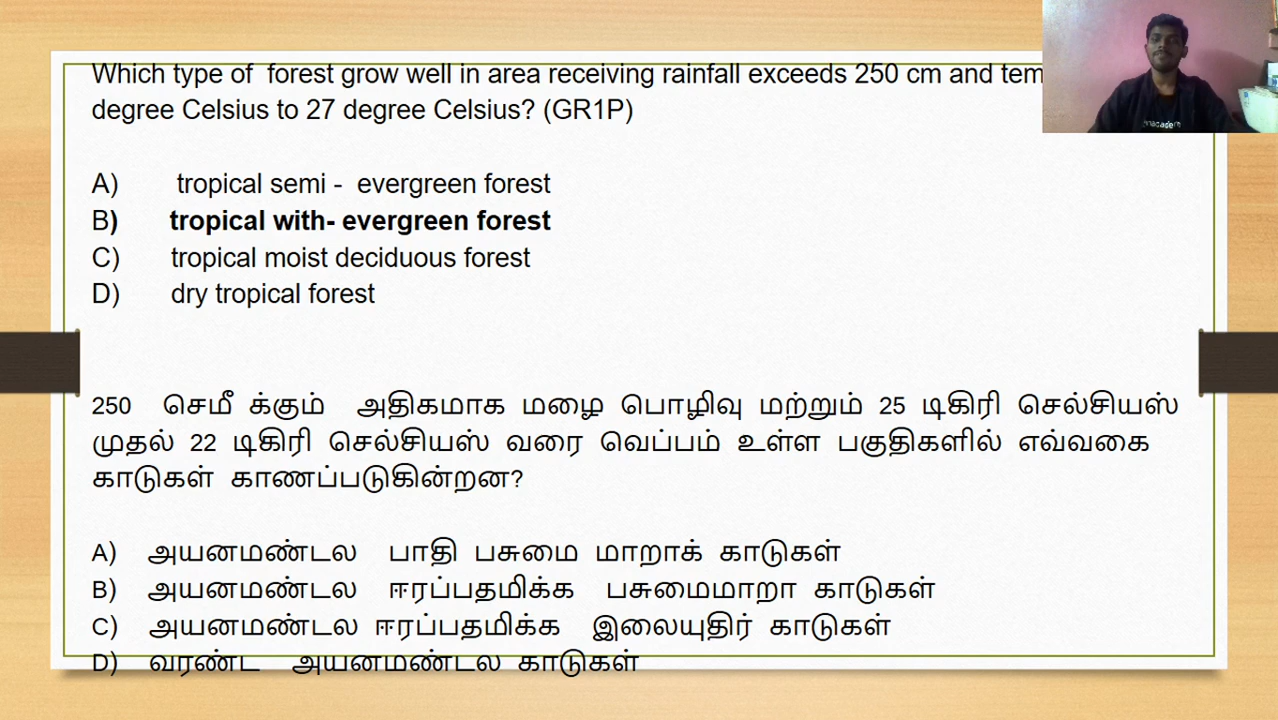 Which type of forest grow well in area receiving rainfall exceeds 250 cm and tem
degree Celsius to 27 degree Celsius? (GR1P)
A) tropical semi - evergreen forest
B) tropical with- evergreen forest
C) tropical moist deciduous forest
D) dry tropical forest
250 செமீ க்கும் அதிகமாக மழை பொழிவு மற்றும் 25 டிகிரி செல்சியஸ்
முதல் 22 டிகிரி செல்சியஸ் வரை வெப்பம் உள்ள பகுதிகளில் எவ்வகை
காடுகள் காணப்படுகின்றன?
A) அயனமண்டல பாதி பசுமை மாறாக் காடுகள்
B) அயனமண்டல ஈரப்பதமிக்க பசுமைமாறா காடுகள்
C) அயனமண்டல ஈரப்பதமிக்க இலையுதிர் காடுகள்
D) வரண்ட அயனமண்டல காடுகள்